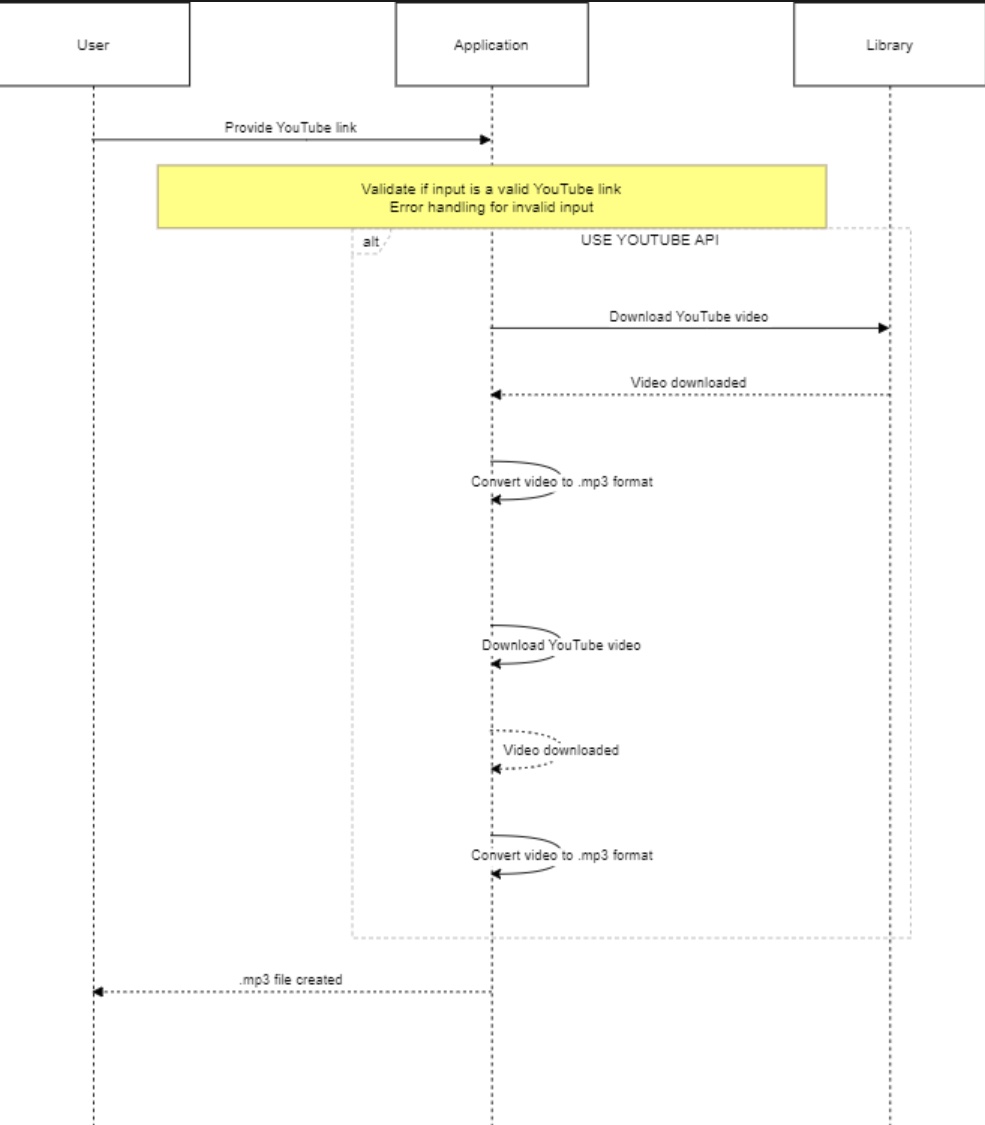 User
Application
Library
Provide YouTube link
Validate if input is a valid YouTube link
Error handling for invalid input
alt
USE YOUTUBE API
Download YouTube video
Video downloaded
Convert video to .mp3 format
Download YouTube video
Video downloaded
Convert video to .mp3 format
.mp3 file created